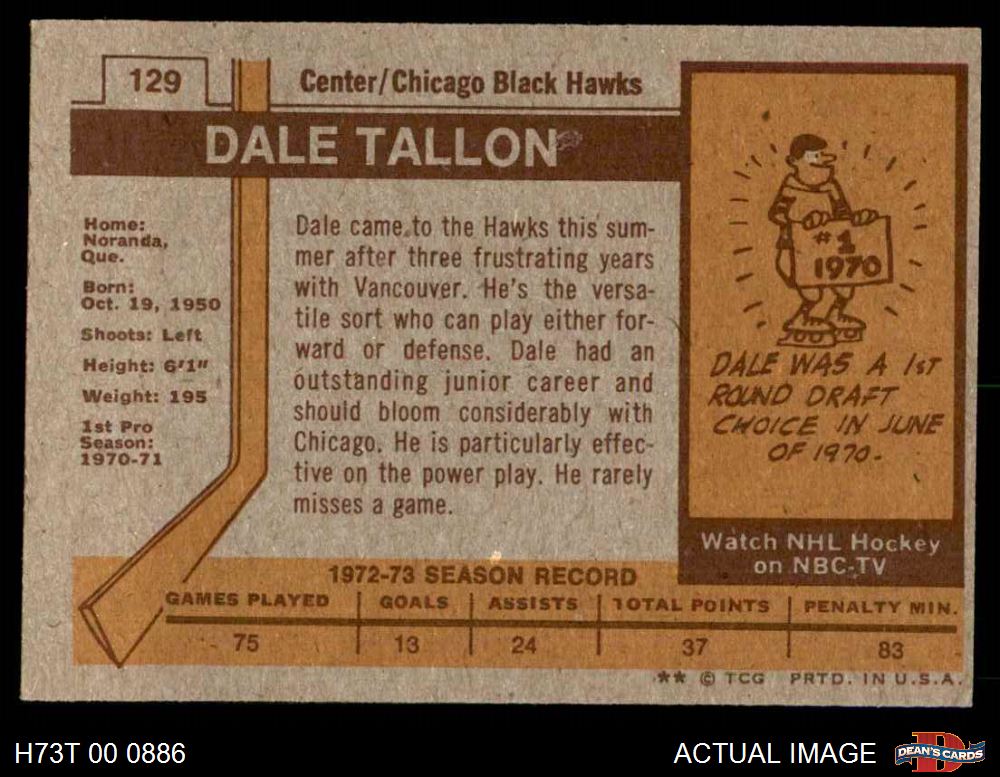 129
Center/Chicago Black Hawks
DALE TALLON
Home:
Noranda,
Que.
Born:
Oct. 19, 1950
Shoots: Left
Height: 6'1"
Weight: 195
1st Pro
Season:
1970-71
Dale came to the Hawks this sum-
mer after three frustrating years
with Vancouver. He's the versa-
tile sort who can play either for-
ward or defense. Dale had an
outstanding junior career and
should bloom considerably with
Chicago. He is particularly effec-
tive on the power play. He rarely
misses a game.
#1
1970
DALE WAS A 1ST
ROUND DRAFT
CHOICE IN JUNE
OF 1970.
Watch NHL Hockey
on NBC-TV
1972-73 SEASON RECORD
GAMES PLAYED GOALS ASSISTS TOTAL POINTS PENALTY MIN.
75 13 24 37 83
** © TCG PRTD. IN U.S.A.
H73T 00 0886
ACTUAL IMAGE
D
DEAN'S CARDS